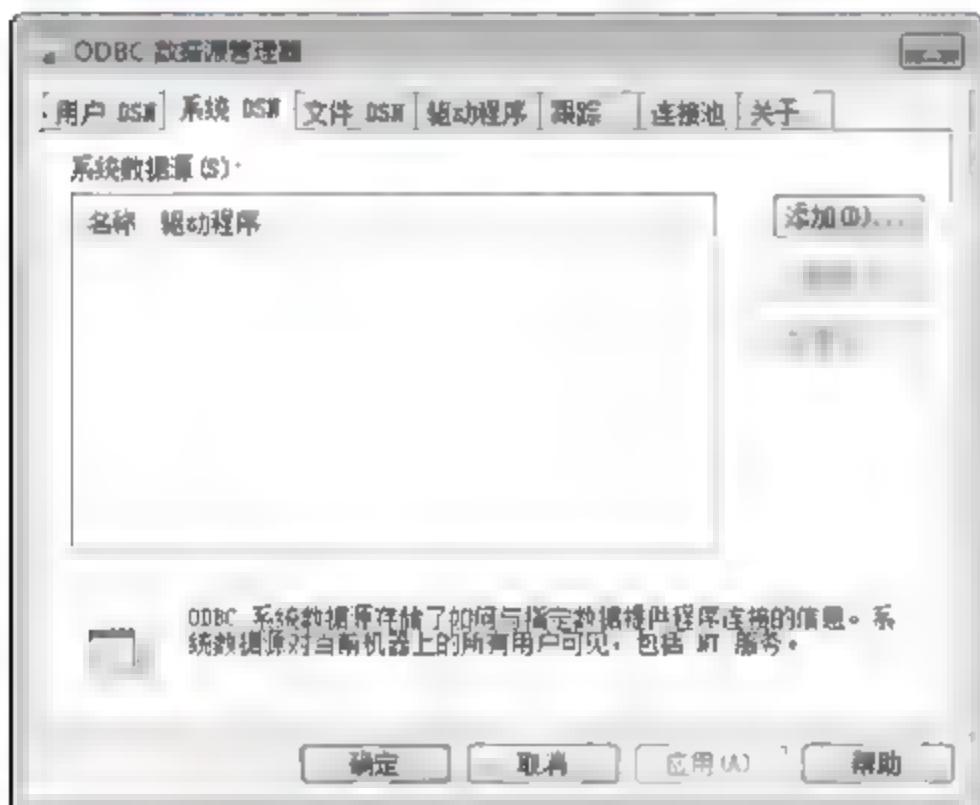 ODBC 数据源管理器
用户 DSN 系统 DSN 文件 DSN 驱动程序 跟踪 连接池 关于
系统数据源(S):
名称 驱动程序
添加(D)...
ODBC 系统数据源存储了如何与指定数据提供程序连接的信息。系
统数据源对当前机器上的所有用户可见，包括 NT 服务。
确定 取消 应用(A) 帮助